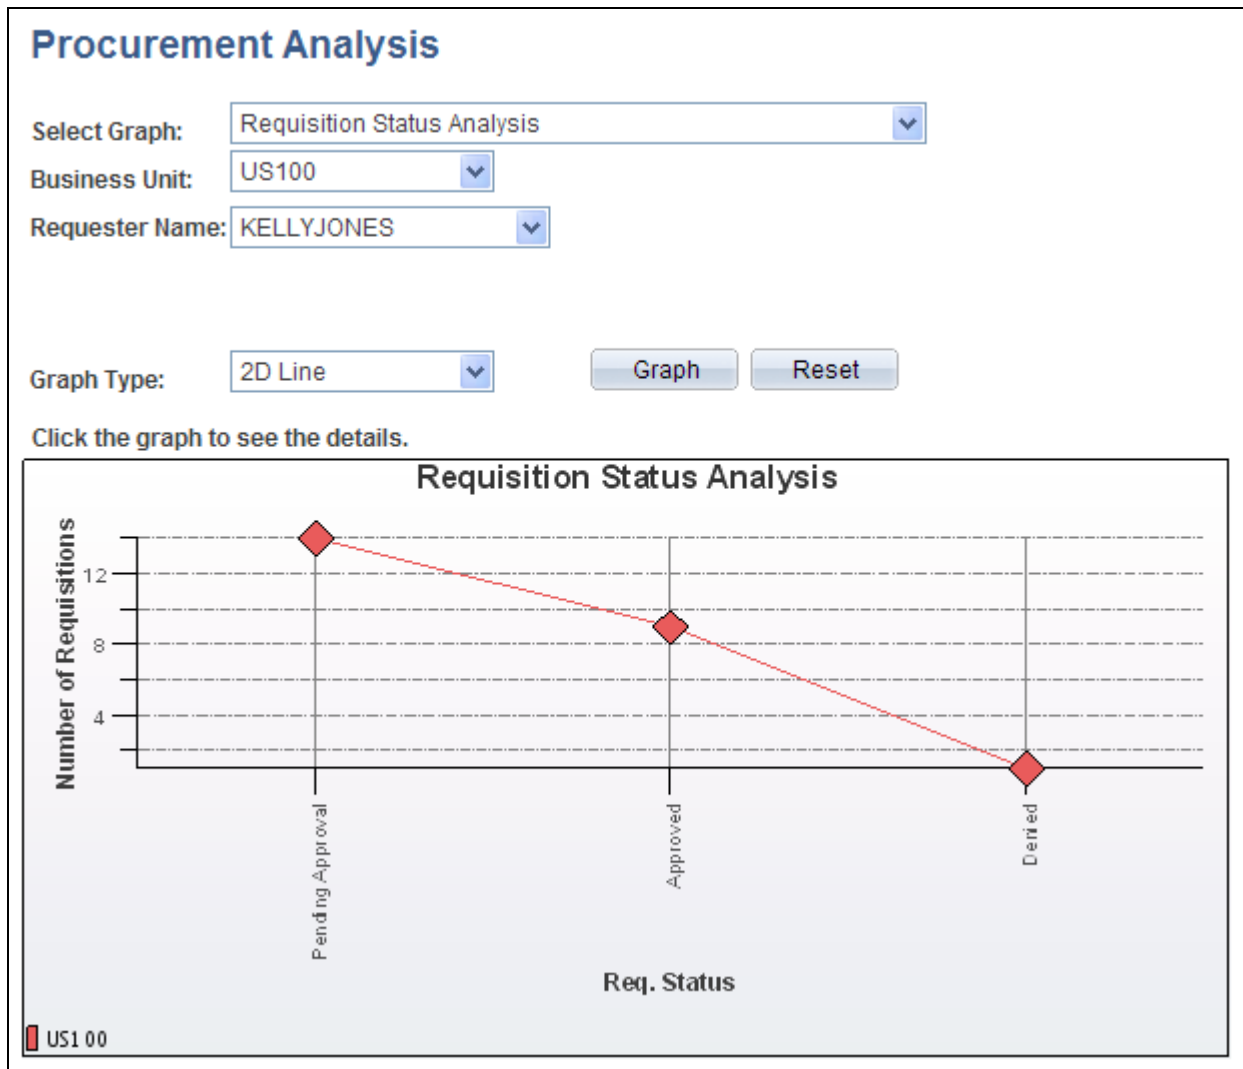 Procurement Analysis
Select Graph: Requisition Status Analysis
Business Unit: US100
Requester Name: KELLYJONES
Graph Type: 2D Line Graph Reset
Click the graph to see the details.
Requisition Status Analysis
Number of Requisitions
12
8
4
Pending Approval
Approved
Denied
Req. Status
US100